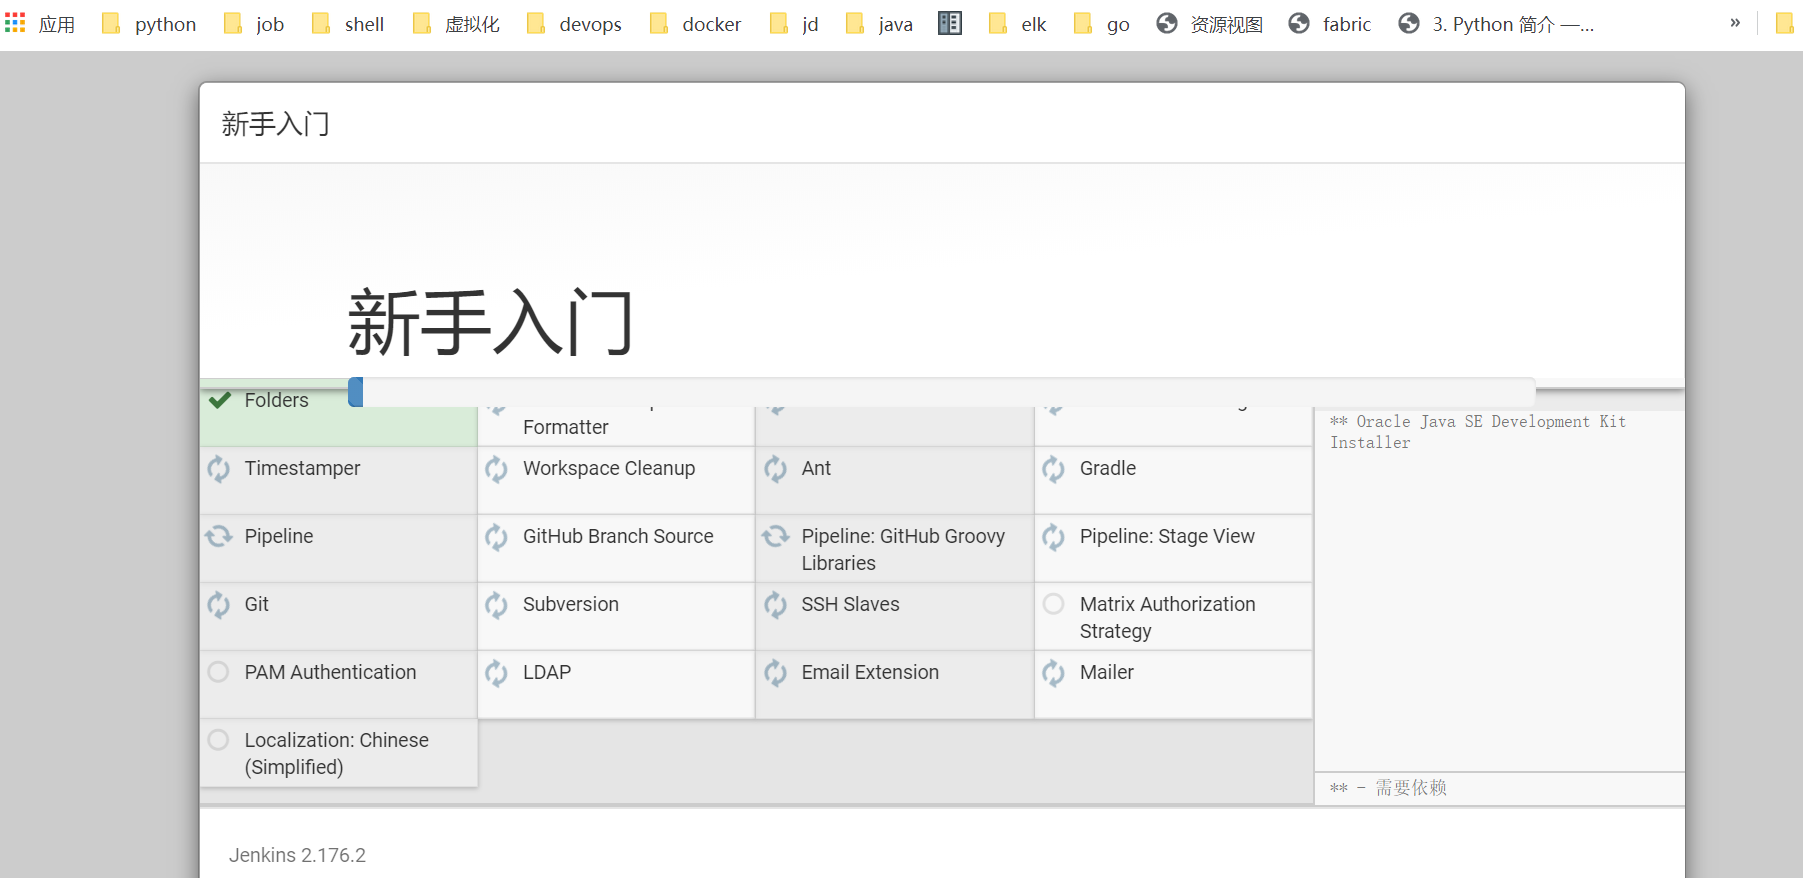 应用 python job shell 虚拟化 devops docker jd java elk go 资源视图 fabric 3. Python 简介 —... »
新手入门
新手入门
Folders
Formatter
** Oracle Java SE Development Kit
Installer
Timestamper Workspace Cleanup Ant Gradle
Pipeline GitHub Branch Source Pipeline: GitHub Groovy Pipeline: Stage View
Libraries
Git Subversion SSH Slaves Matrix Authorization
Strategy
PAM Authentication LDAP Email Extension Mailer
Localization: Chinese
(Simplified)
** - 需要依赖
Jenkins 2.176.2